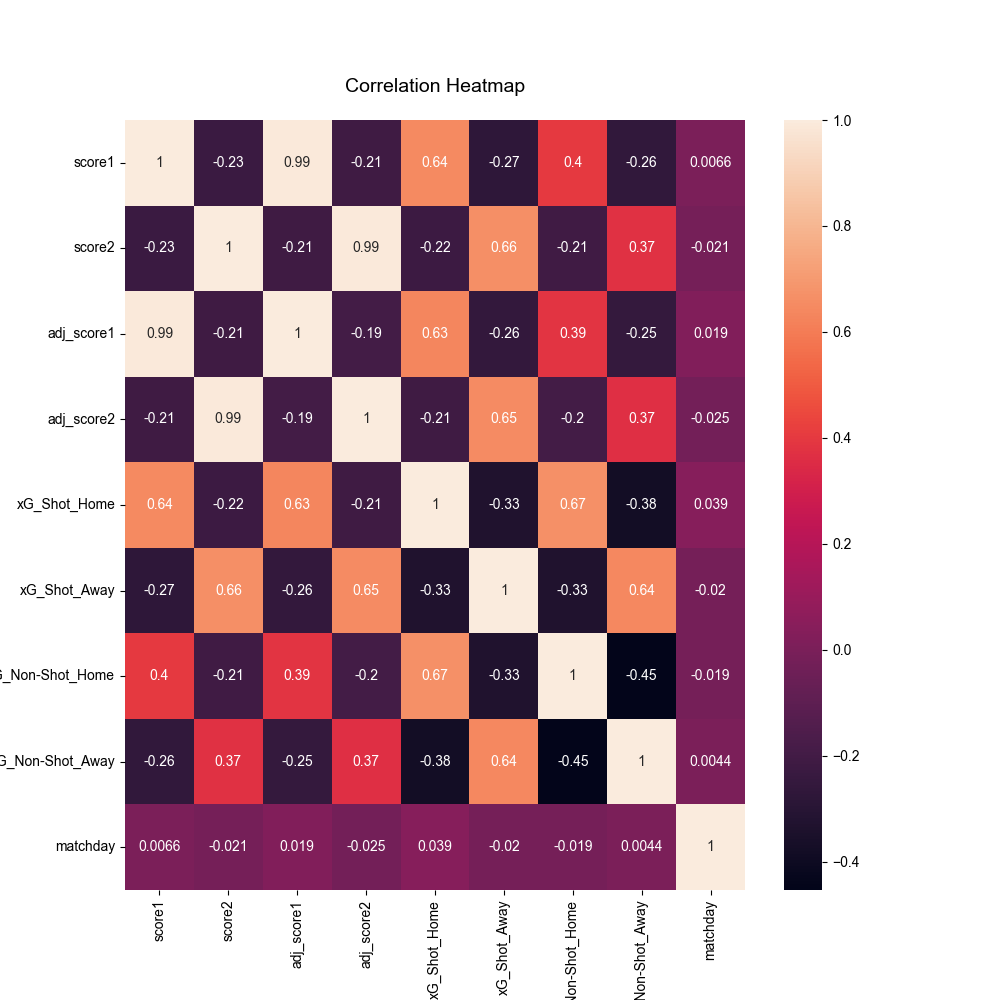 Correlation Heatmap
score1 1 -0.23 0.99 -0.21 0.64 -0.27 0.4 -0.26 0.0066
score2 -0.23 1 -0.21 0.99 -0.22 0.66 -0.21 0.37 -0.021
adj_score1 0.99 -0.21 1 -0.19 0.63 -0.26 0.39 -0.25 0.019
adj_score2 -0.21 0.99 -0.19 1 -0.21 0.65 -0.2 0.37 -0.025
xG_Shot_Home 0.64 -0.22 0.63 -0.21 1 -0.33 0.67 -0.38 0.039
xG_Shot_Away -0.27 0.66 -0.26 0.65 -0.33 1 -0.33 0.64 -0.02
G_Non-Shot_Home 0.4 -0.21 0.39 -0.2 0.67 -0.33 1 -0.45 -0.019
G_Non-Shot_Away -0.26 0.37 -0.25 0.37 -0.38 0.64 -0.45 1 0.0044
matchday 0.0066 -0.021 0.019 -0.025 0.039 -0.02 -0.019 0.0044 1
score1
score2
adj_score1
adj_score2
xG_Shot_Home
xG_Shot_Away
Non-Shot_Home
Non-Shot_Away
matchday
1.0
0.8
0.6
0.4
0.2
0.0
−0.2
−0.4